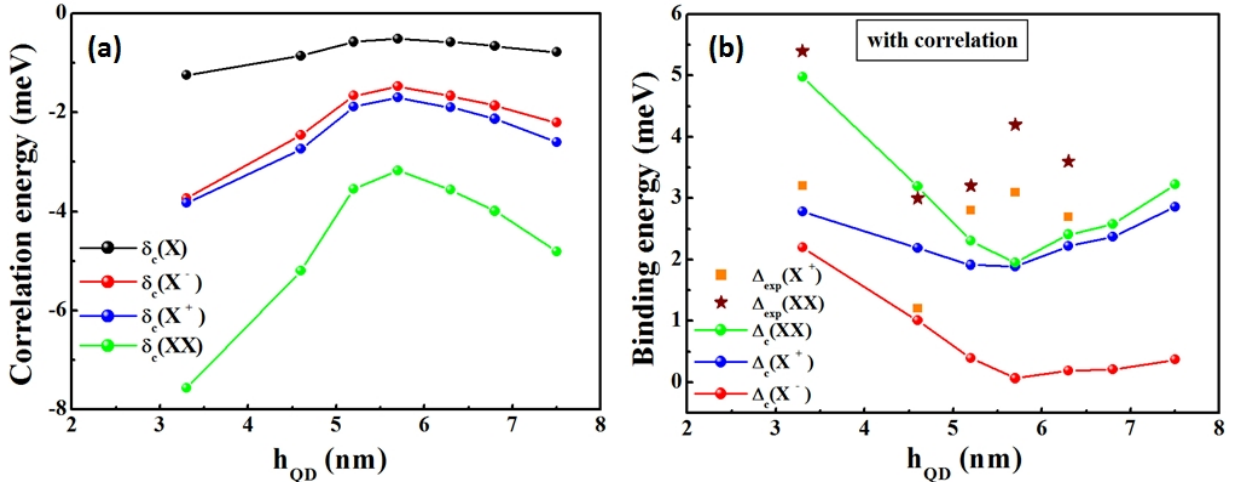 (a)
Correlation energy (meV)
0
-2
-4
-6
-8
δc(X)
δc(X⁻)
δc(X⁺)
δc(XX)
2 3 4 5 6 7 8
hQD (nm)
(b)
with correlation
Binding energy (meV)
6
5
4
3
2
1
0
Δexp(X⁺)
Δexp(XX)
Δc(XX)
Δc(X⁺)
Δc(X⁻)
2 3 4 5 6 7 8
hQD (nm)